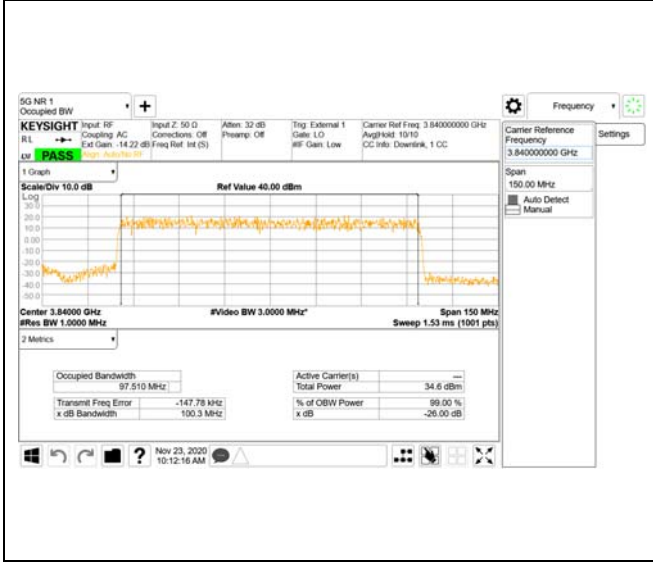 5G NR 1
Occupied BW
Frequency
KEYSIGHT
Input: RF
Input Z: 50 Ω
Atten: 32 dB
Trig: External 1
Carrier Ref Freq: 3.840000000 GHz
R L
Coupling: AC
Corrections: Off
Preamp: Off
Gate: LO
Avg|Hold: 10/10
Ext Gain: -14.22 dB
Freq Ref: Int (S)
#IF Gain: Low
CC Info: Downlink, 1 CC
PASS
Align: Auto/No RF
Carrier Reference
Frequency
3.840000000 GHz
Settings
Span
150.00 MHz
Auto Detect
Manual
1 Graph
Scale/Div 10.0 dB
Ref Value 40.00 dBm
Log
30.0
20.0
10.0
0.00
-10.0
-20.0
-30.0
-40.0
-50.0
Center 3.84000 GHz
#Video BW 3.0000 MHz*
Span 150 MHz
#Res BW 1.0000 MHz
Sweep 1.53 ms (1001 pts)
2 Metrics
Occupied Bandwidth
97.510 MHz
Active Carrier(s)
---
Total Power
34.6 dBm
Transmit Freq Error
-147.78 kHz
% of OBW Power
99.00 %
x dB Bandwidth
100.3 MHz
x dB
-26.00 dB
Nov 23, 2020
10:12:16 AM